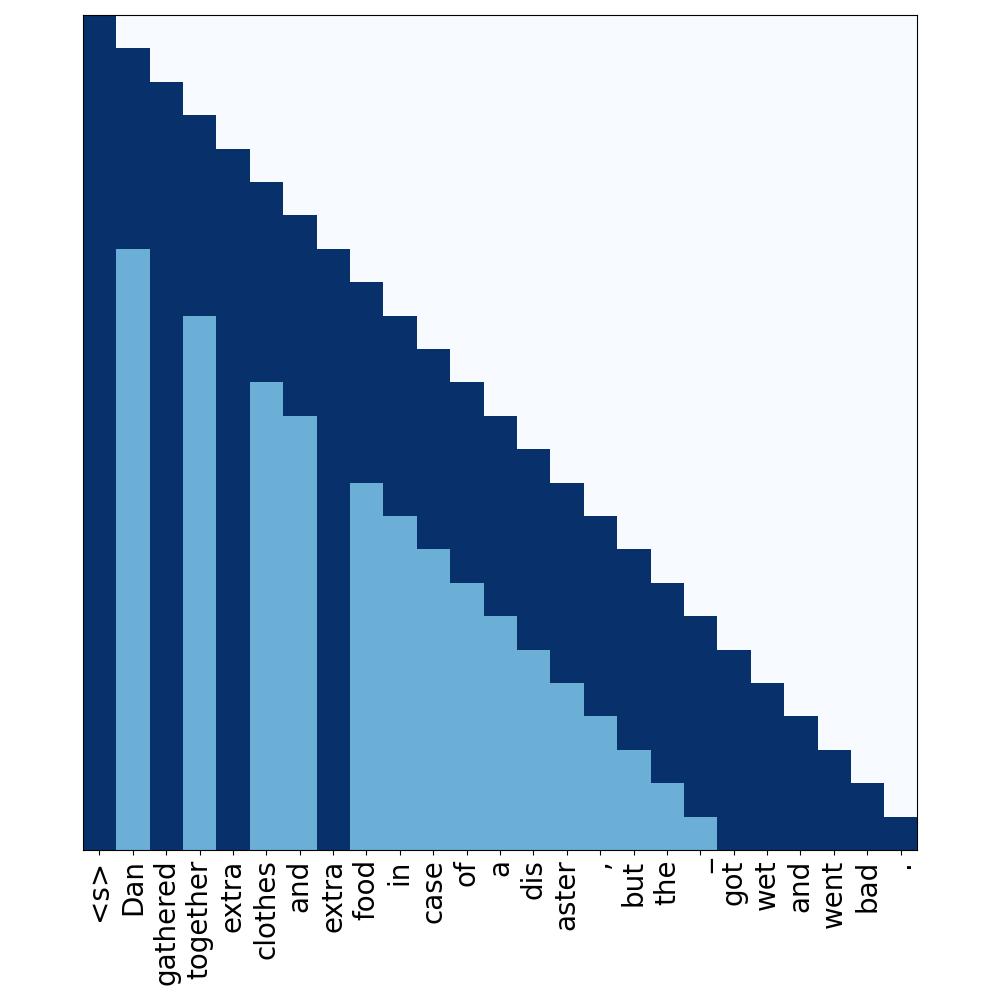 <s> Dan gathered together extra clothes and extra food in case of a dis aster , but the _ got wet and went bad .